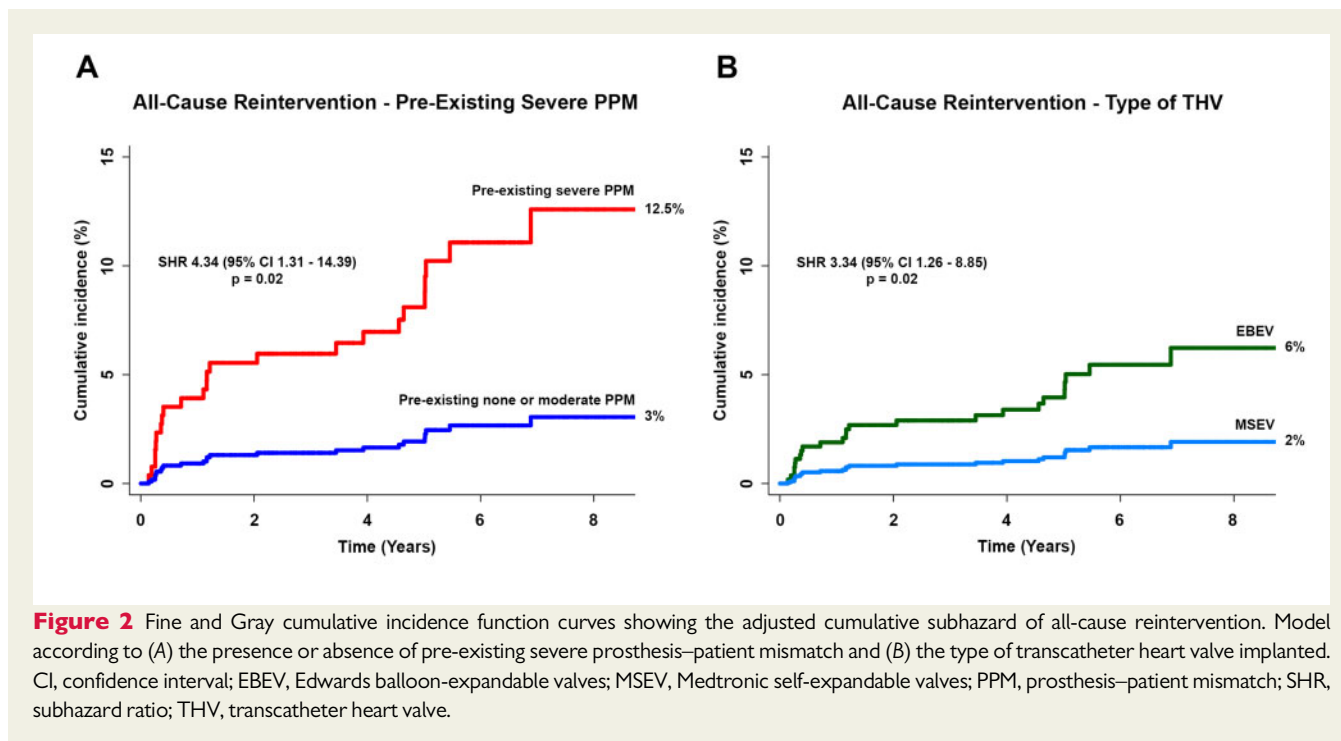 A
All-Cause Reintervention - Pre-Existing Severe PPM
Cumulative incidence (%)
15
10
5
0
Pre-existing severe PPM
12.5%
SHR 4.34 (95% CI 1.31 - 14.39)
p = 0.02
Pre-existing none or moderate PPM
3%
0 2 4 6 8
Time (Years)
B
All-Cause Reintervention - Type of THV
Cumulative incidence (%)
15
10
5
0
SHR 3.34 (95% CI 1.26 - 8.85)
p = 0.02
EBEV
6%
MSEV
2%
0 2 4 6 8
Time (Years)
Figure 2 Fine and Gray cumulative incidence function curves showing the adjusted cumulative subhazard of all-cause reintervention. Model
according to (A) the presence or absence of pre-existing severe prosthesis–patient mismatch and (B) the type of transcatheter heart valve implanted.
CI, confidence interval; EBEV, Edwards balloon-expandable valves; MSEV, Medtronic self-expandable valves; PPM, prosthesis–patient mismatch; SHR,
subhazard ratio; THV, transcatheter heart valve.